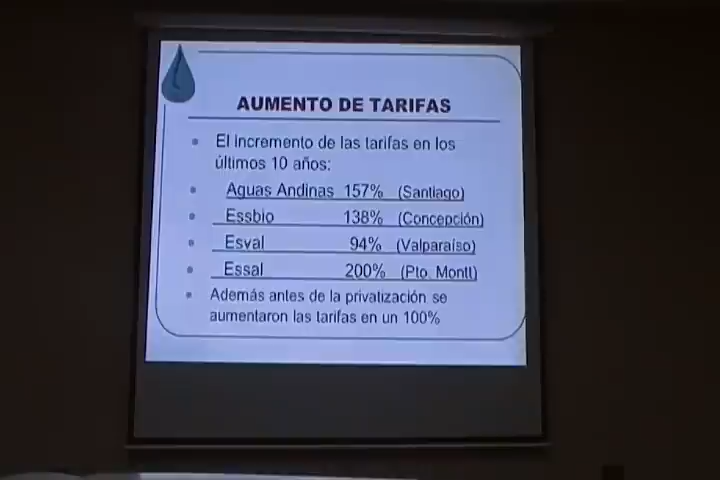 AUMENTO DE TARIFAS
El incremento de las tarifas en los
últimos 10 años:
Aguas Andinas 157% (Santiago)
Essbio 138% (Concepción)
Esval 94% (Valparaíso)
Essal 200% (Pto. Montt)
Además antes de la privatización se
aumentaron las tarifas en un 100%